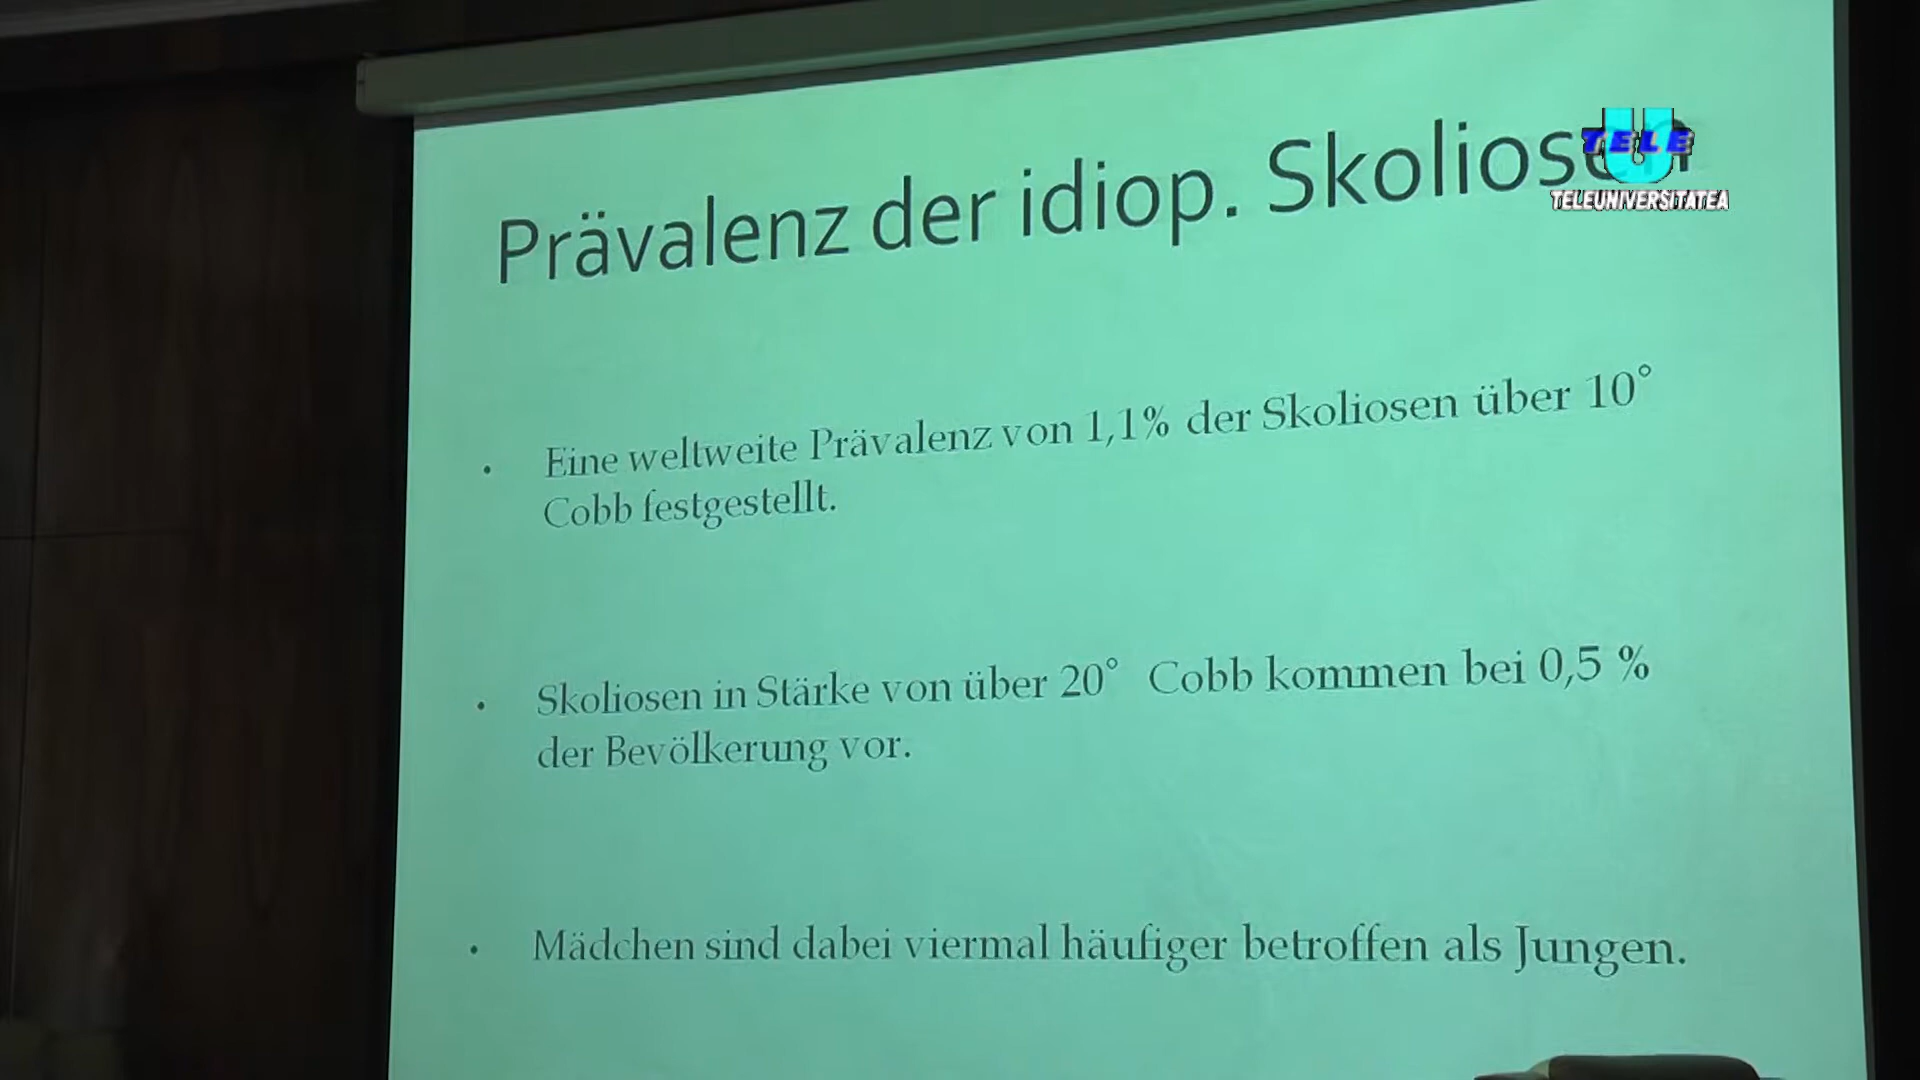 Prävalenz der idiop. Skoliosen
TELE
U
TELEUNIVERSITATEA
• Eine weltweite Prävalenz von 1,1% der Skoliosen über 10°
Cobb festgestellt.
• Skoliosen in Stärke von über 20° Cobb kommen bei 0,5 %
der Bevölkerung vor.
• Mädchen sind dabei viermal häufiger betroffen als Jungen.